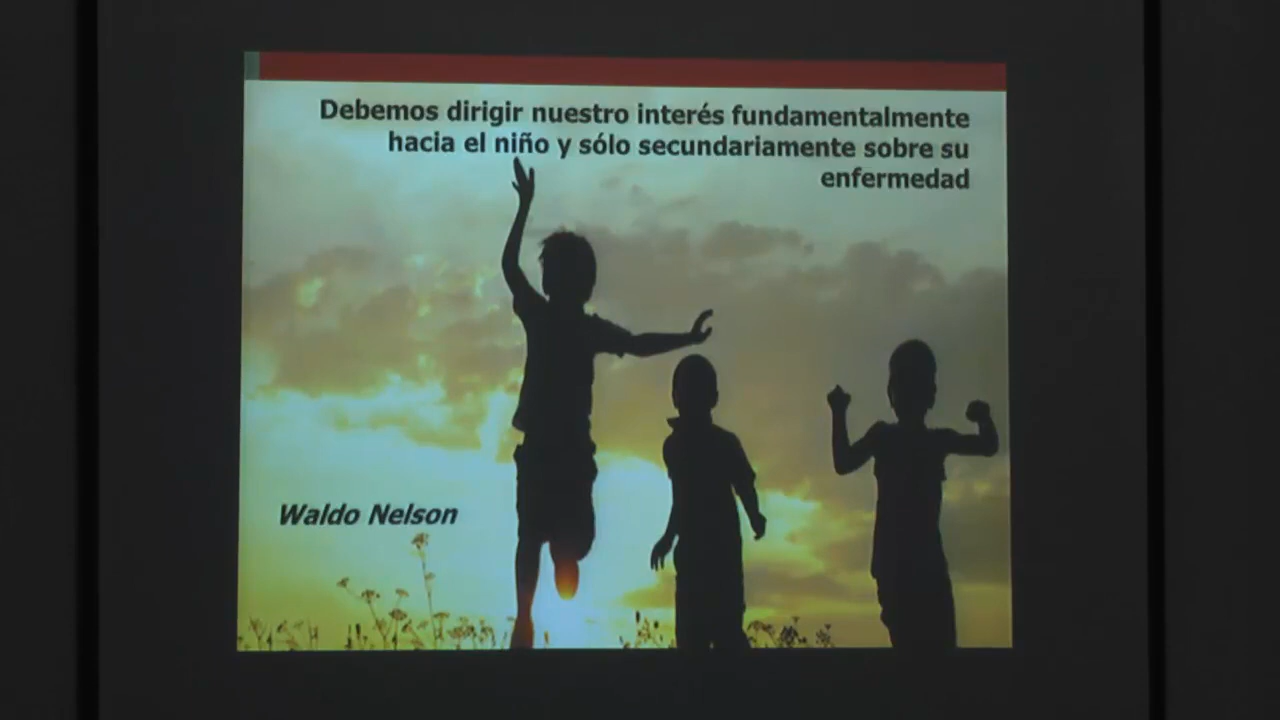 Debemos dirigir nuestro interés fundamentalmente
hacia el niño y sólo secundariamente sobre su
enfermedad
Waldo Nelson